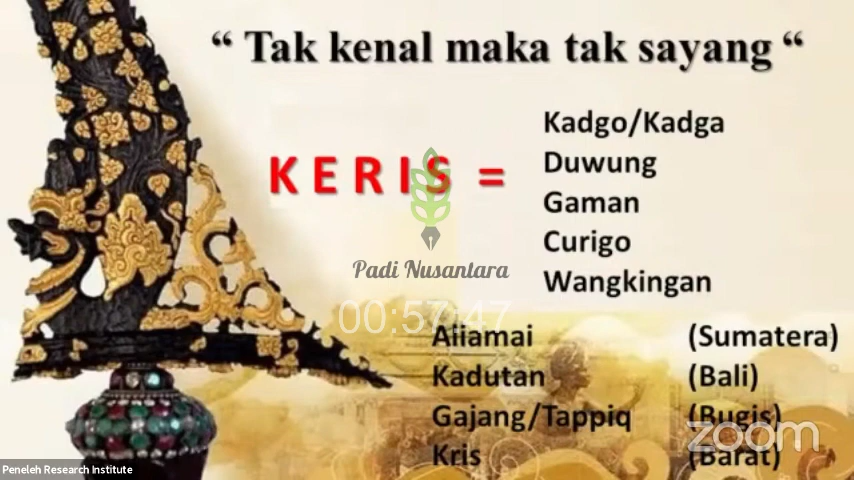 “ Tak kenal maka tak sayang “
KERIS =
Kadgo/Kadga
Duwung
Gaman
Curigo
Wangkingan
Padi Nusantara
00:57:47
Aliamai (Sumatera)
Kadutan (Bali)
Gajang/Tappiq (Bugis)
Kris (Barat)
zoom
Peneleh Research Institute